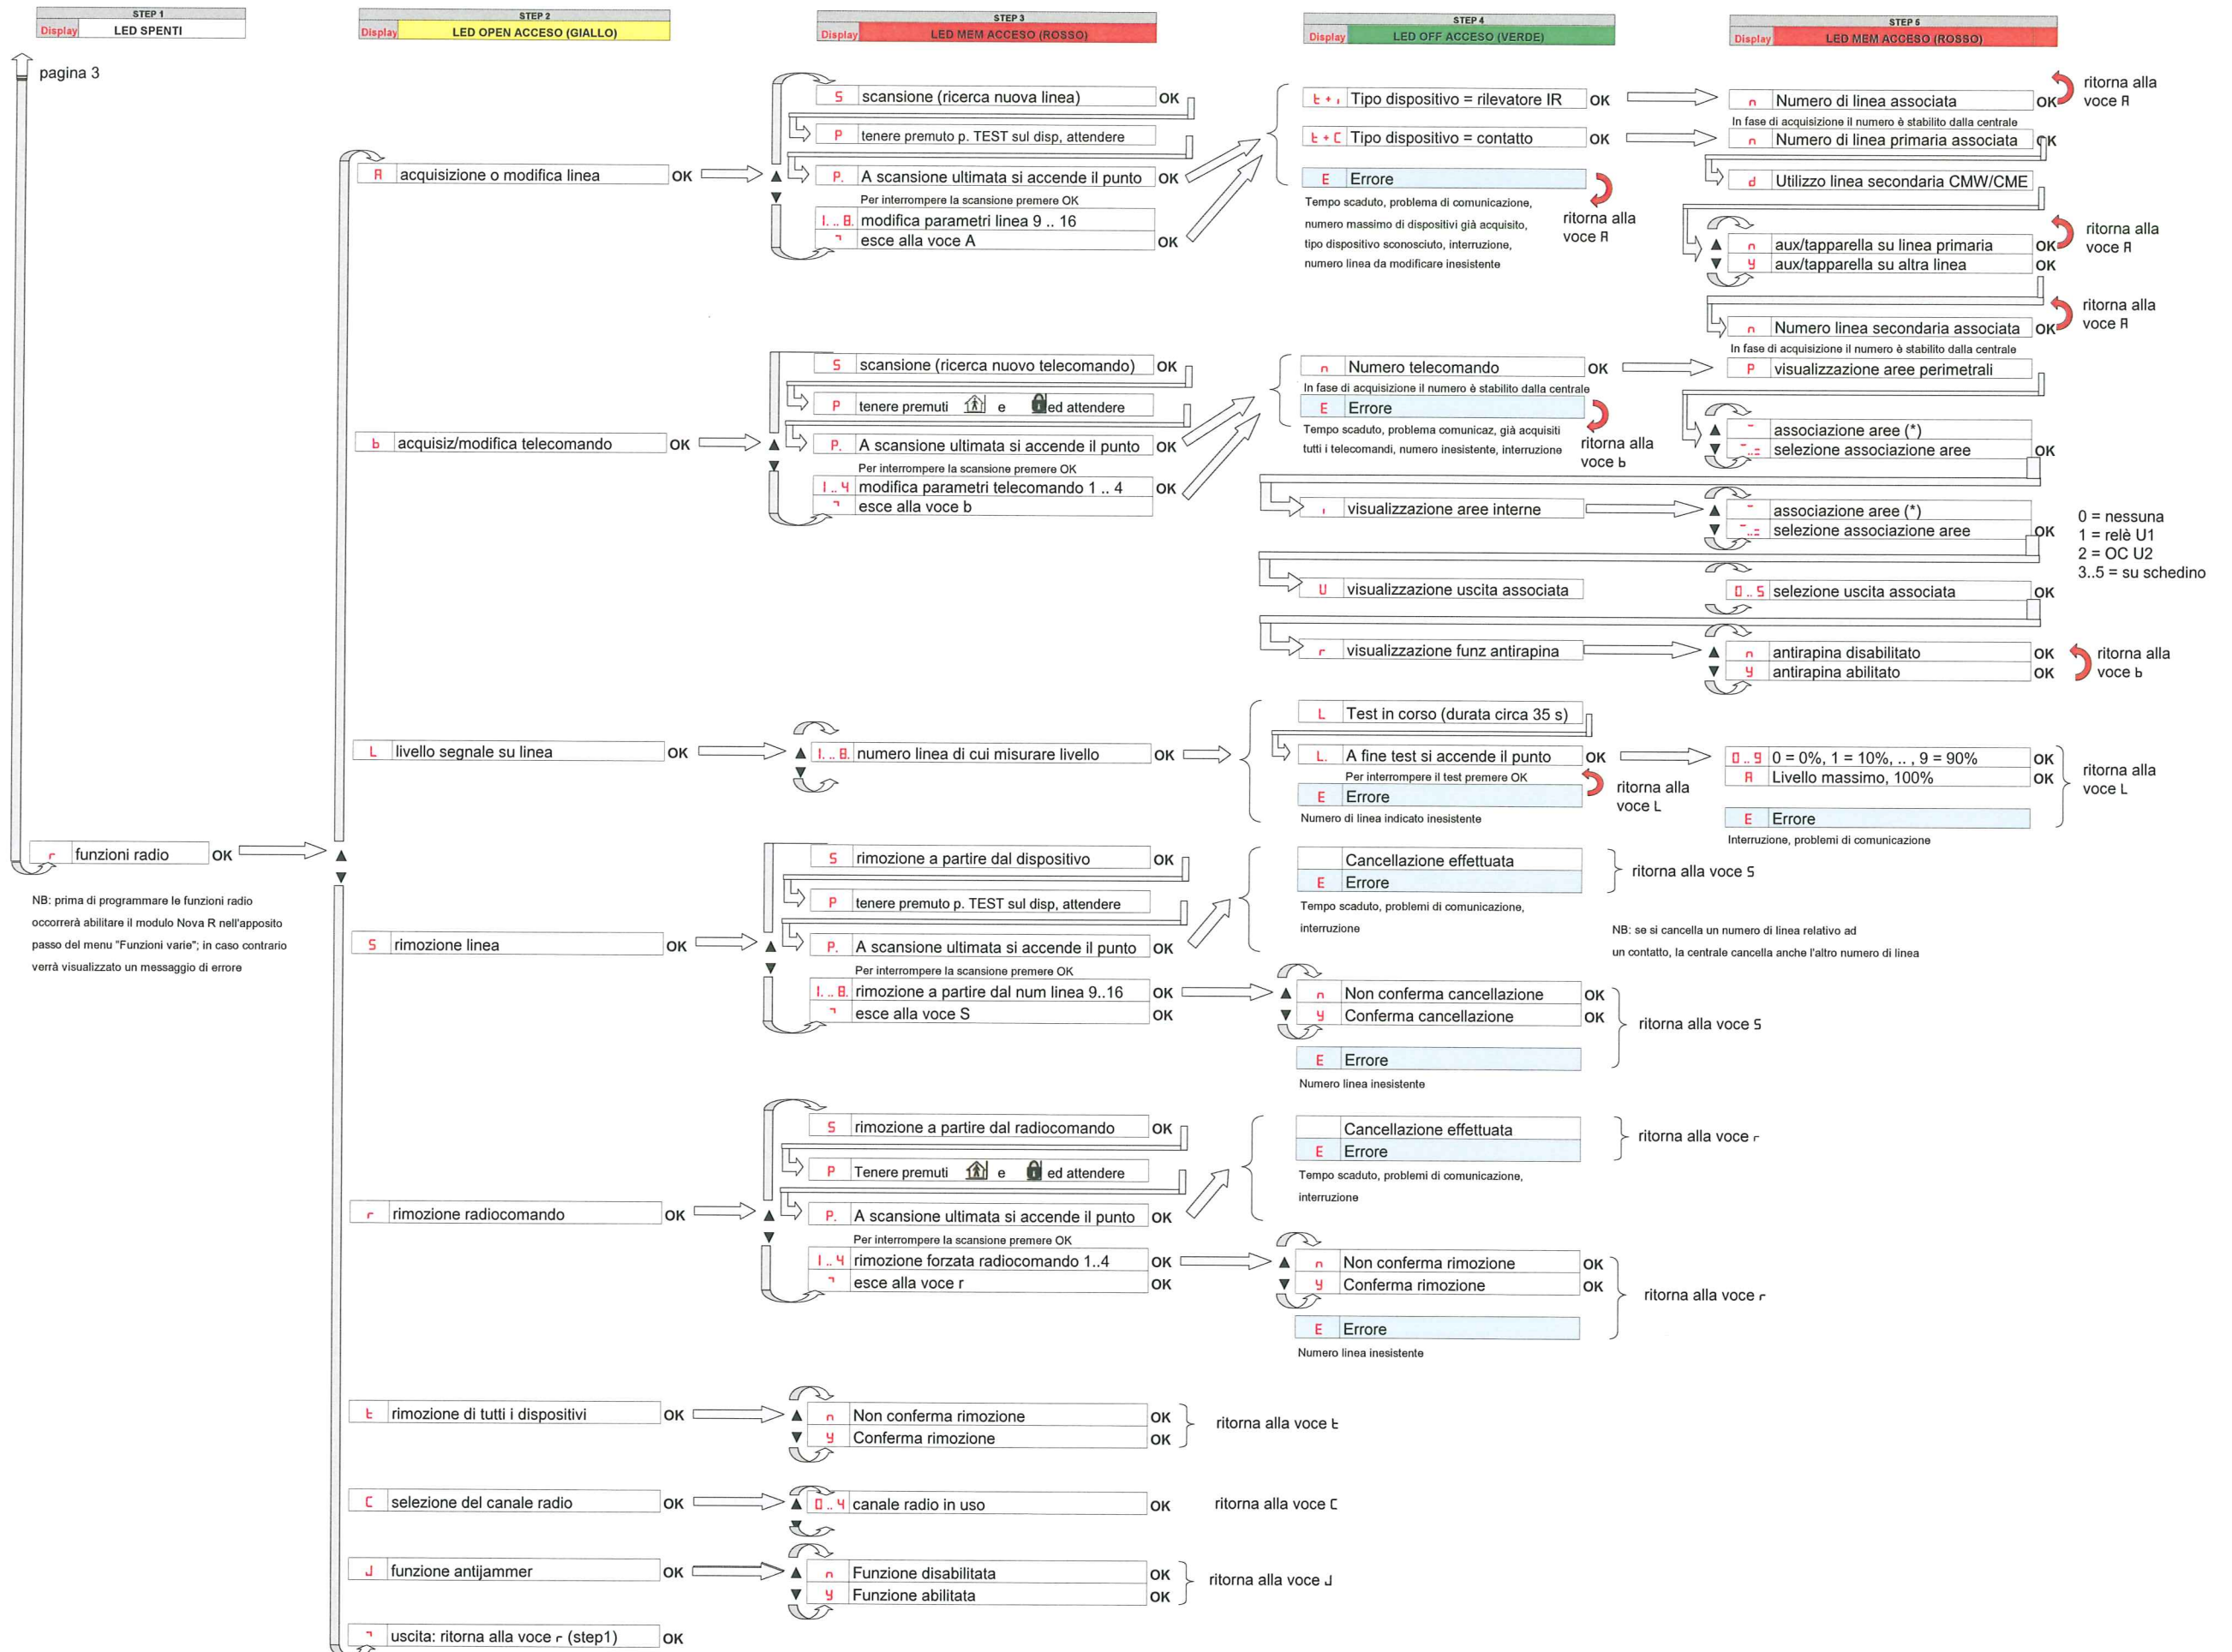 STEP 1
Display LED SPENTI
STEP 2
Display LED OPEN ACCESO (GIALLO)
STEP 3
Display LED MEM ACCESO (ROSSO)
STEP 4
Display LED OFF ACCESO (VERDE)
STEP 5
Display LED MEM ACCESO (ROSSO)
pagina 3
r funzioni radio OK
NB: prima di programmare le funzioni radio
occorrerà abilitare il modulo Nova R nell'apposito
passo del menu "Funzioni varie"; in caso contrario
verrà visualizzato un messaggio di errore
A acquisizione o modifica linea OK
S scansione (ricerca nuova linea) OK
P tenere premuto p. TEST sul disp, attendere
P. A scansione ultimata si accende il punto OK
Per interrompere la scansione premere OK
1. .. 8. modifica parametri linea 9 .. 16
¬ esce alla voce A OK
t + i Tipo dispositivo = rilevatore IR OK
t + C Tipo dispositivo = contatto OK
E Errore
Tempo scaduto, problema di comunicazione,
numero massimo di dispositivi già acquisito,
tipo dispositivo sconosciuto, interruzione,
numero linea da modificare inesistente
ritorna alla
voce A
n Numero di linea associata OK
ritorna alla
voce A
In fase di acquisizione il numero è stabilito dalla centrale
n Numero di linea primaria associata OK
d Utilizzo linea secondaria CMW/CME
n aux/tapparella su linea primaria OK
y aux/tapparella su altra linea OK
ritorna alla
voce A
n Numero linea secondaria associata OK
ritorna alla
voce A
In fase di acquisizione il numero è stabilito dalla centrale
b acquisiz/modifica telecomando OK
S scansione (ricerca nuovo telecomando) OK
P tenere premuti e ed attendere
P. A scansione ultimata si accende il punto OK
Per interrompere la scansione premere OK
1 .. 4 modifica parametri telecomando 1 .. 4 OK
¬ esce alla voce b
n Numero telecomando OK
In fase di acquisizione il numero è stabilito dalla centrale
E Errore
Tempo scaduto, problema comunicaz, già acquisiti
tutti i telecomandi, numero inesistente, interruzione
ritorna alla
voce b
P visualizzazione aree perimetrali
associazione aree (*)
selezione associazione aree OK
i visualizzazione aree interne
associazione aree (*)
selezione associazione aree OK
0 = nessuna
1 = relè U1
2 = OC U2
3..5 = su schedino
U visualizzazione uscita associata
0 .. 5 selezione uscita associata OK
r visualizzazione funz antirapina
n antirapina disabilitato OK
y antirapina abilitato OK
ritorna alla
voce b
L livello segnale su linea OK
1. .. 8. numero linea di cui misurare livello OK
L Test in corso (durata circa 35 s)
L. A fine test si accende il punto OK
Per interrompere il test premere OK
E Errore
Numero di linea indicato inesistente
ritorna alla
voce L
0 .. 9 0 = 0%, 1 = 10%, .. , 9 = 90% OK
A Livello massimo, 100% OK
E Errore
Interruzione, problemi di comunicazione
ritorna alla
voce L
S rimozione linea OK
S rimozione a partire dal dispositivo OK
P tenere premuto p. TEST sul disp, attendere
P. A scansione ultimata si accende il punto OK
Per interrompere la scansione premere OK
1. .. 8. rimozione a partire dal num linea 9..16 OK
¬ esce alla voce S OK
Cancellazione effettuata
E Errore
Tempo scaduto, problemi di comunicazione,
interruzione
ritorna alla voce S
NB: se si cancella un numero di linea relativo ad
un contatto, la centrale cancella anche l'altro numero di linea
n Non conferma cancellazione OK
y Conferma cancellazione OK
E Errore
Numero linea inesistente
ritorna alla voce S
r rimozione radiocomando OK
S rimozione a partire dal radiocomando OK
P Tenere premuti e ed attendere
P. A scansione ultimata si accende il punto OK
Per interrompere la scansione premere OK
1 .. 4 rimozione forzata radiocomando 1..4 OK
¬ esce alla voce r OK
Cancellazione effettuata
E Errore
Tempo scaduto, problemi di comunicazione,
interruzione
ritorna alla voce r
n Non conferma rimozione OK
y Conferma rimozione OK
E Errore
Numero linea inesistente
ritorna alla voce r
t rimozione di tutti i dispositivi OK
n Non conferma rimozione OK
y Conferma rimozione OK
ritorna alla voce t
C selezione del canale radio OK
0 .. 4 canale radio in uso OK
ritorna alla voce C
J funzione antijammer OK
n Funzione disabilitata OK
y Funzione abilitata OK
ritorna alla voce J
¬ uscita: ritorna alla voce r (step1) OK